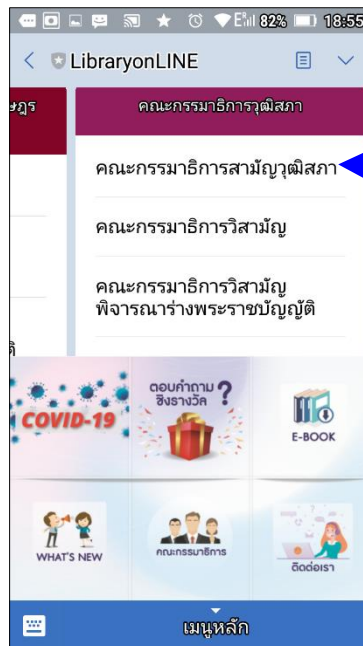 82% 18:55
LibraryonLINE
ษฎร
คณะกรรมาธิการวุฒิสภา
คณะกรรมาธิการสามัญวุฒิสภา
คณะกรรมาธิการวิสามัญ
คณะกรรมาธิการวิสามัญ
พิจารณาร่างพระราชบัญญัติ
ติ
COVID-19
ตอบคำถาม ?
ชิงรางวัล
E-BOOK
WHAT'S NEW
คณะกรรมาธิการ
ติดต่อเรา
เมนูหลัก